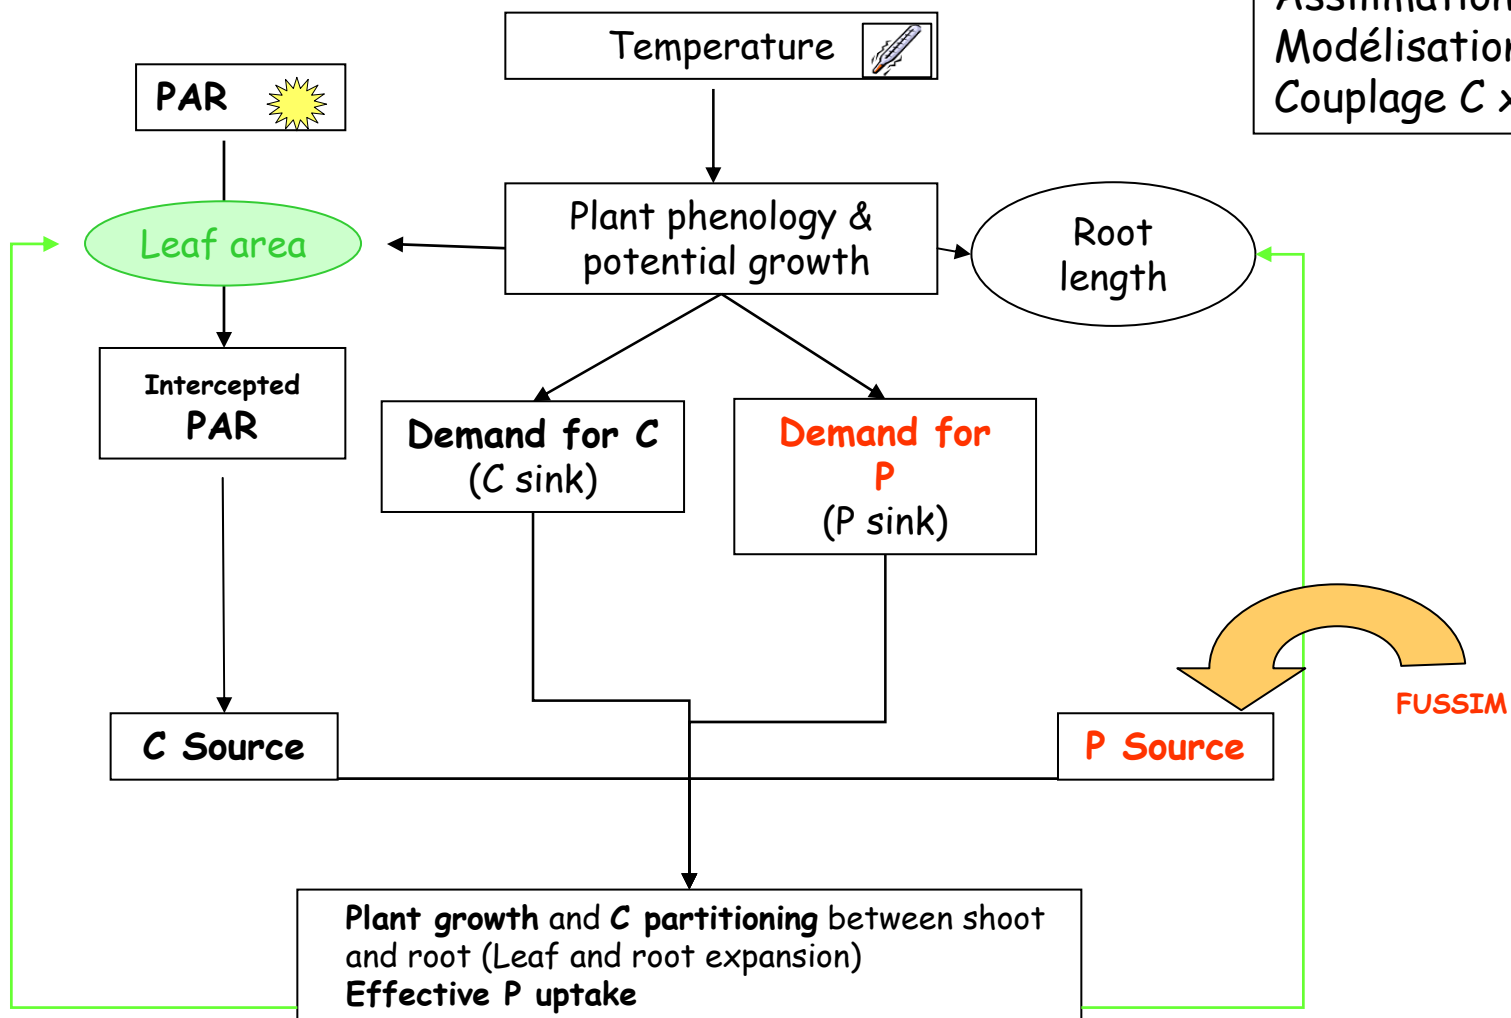 Temperature
Modélisation
Couplage C
PAR
Plant phenology &
potential growth
Leaf area
Root
length
Intercepted
PAR
Demand for C
(C sink)
Demand for
P
(P sink)
FUSSIM
C Source
P Source
Plant growth and C partitioning between shoot
and root (Leaf and root expansion)
Effective P uptake